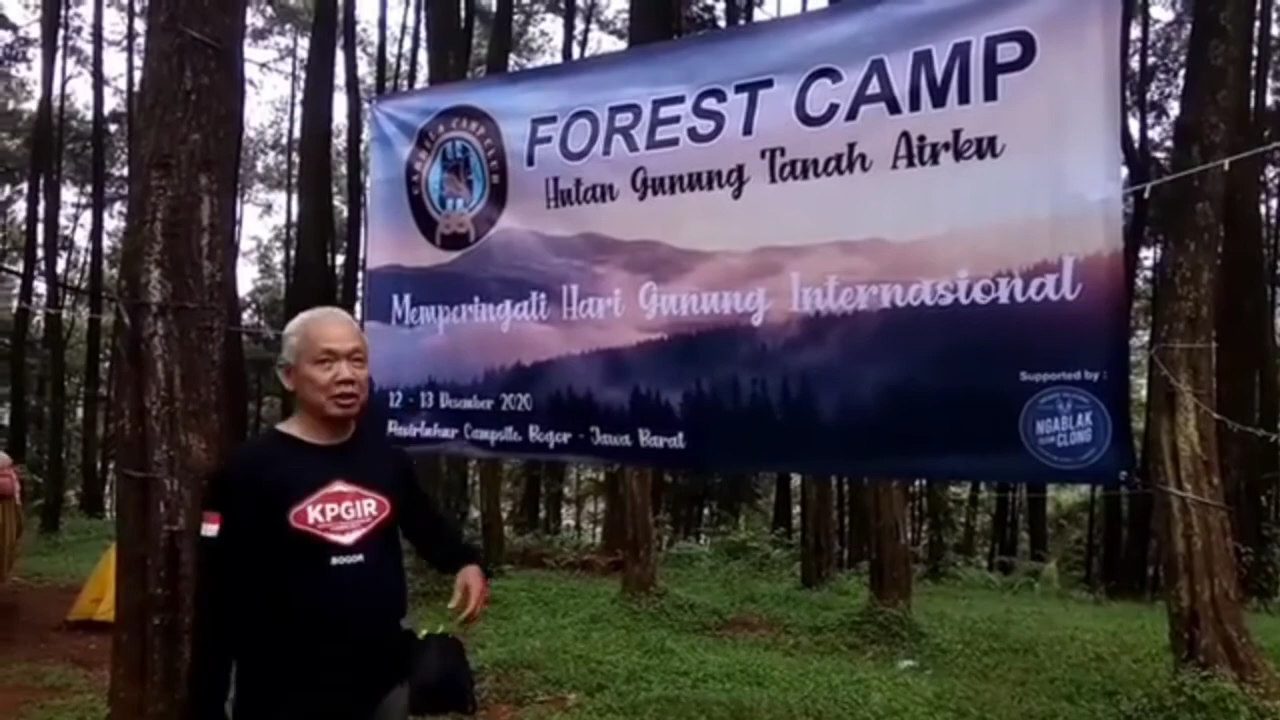 FOREST CAMP
Hutan Gunung Tanah Airku
Memperingati Hari Gunung Internasional
12 - 13 Desember 2020
Campsite, Bogor - Jawa Barat
Supported by :
NGABLAK
CLONG
KPGIR
BOGOR